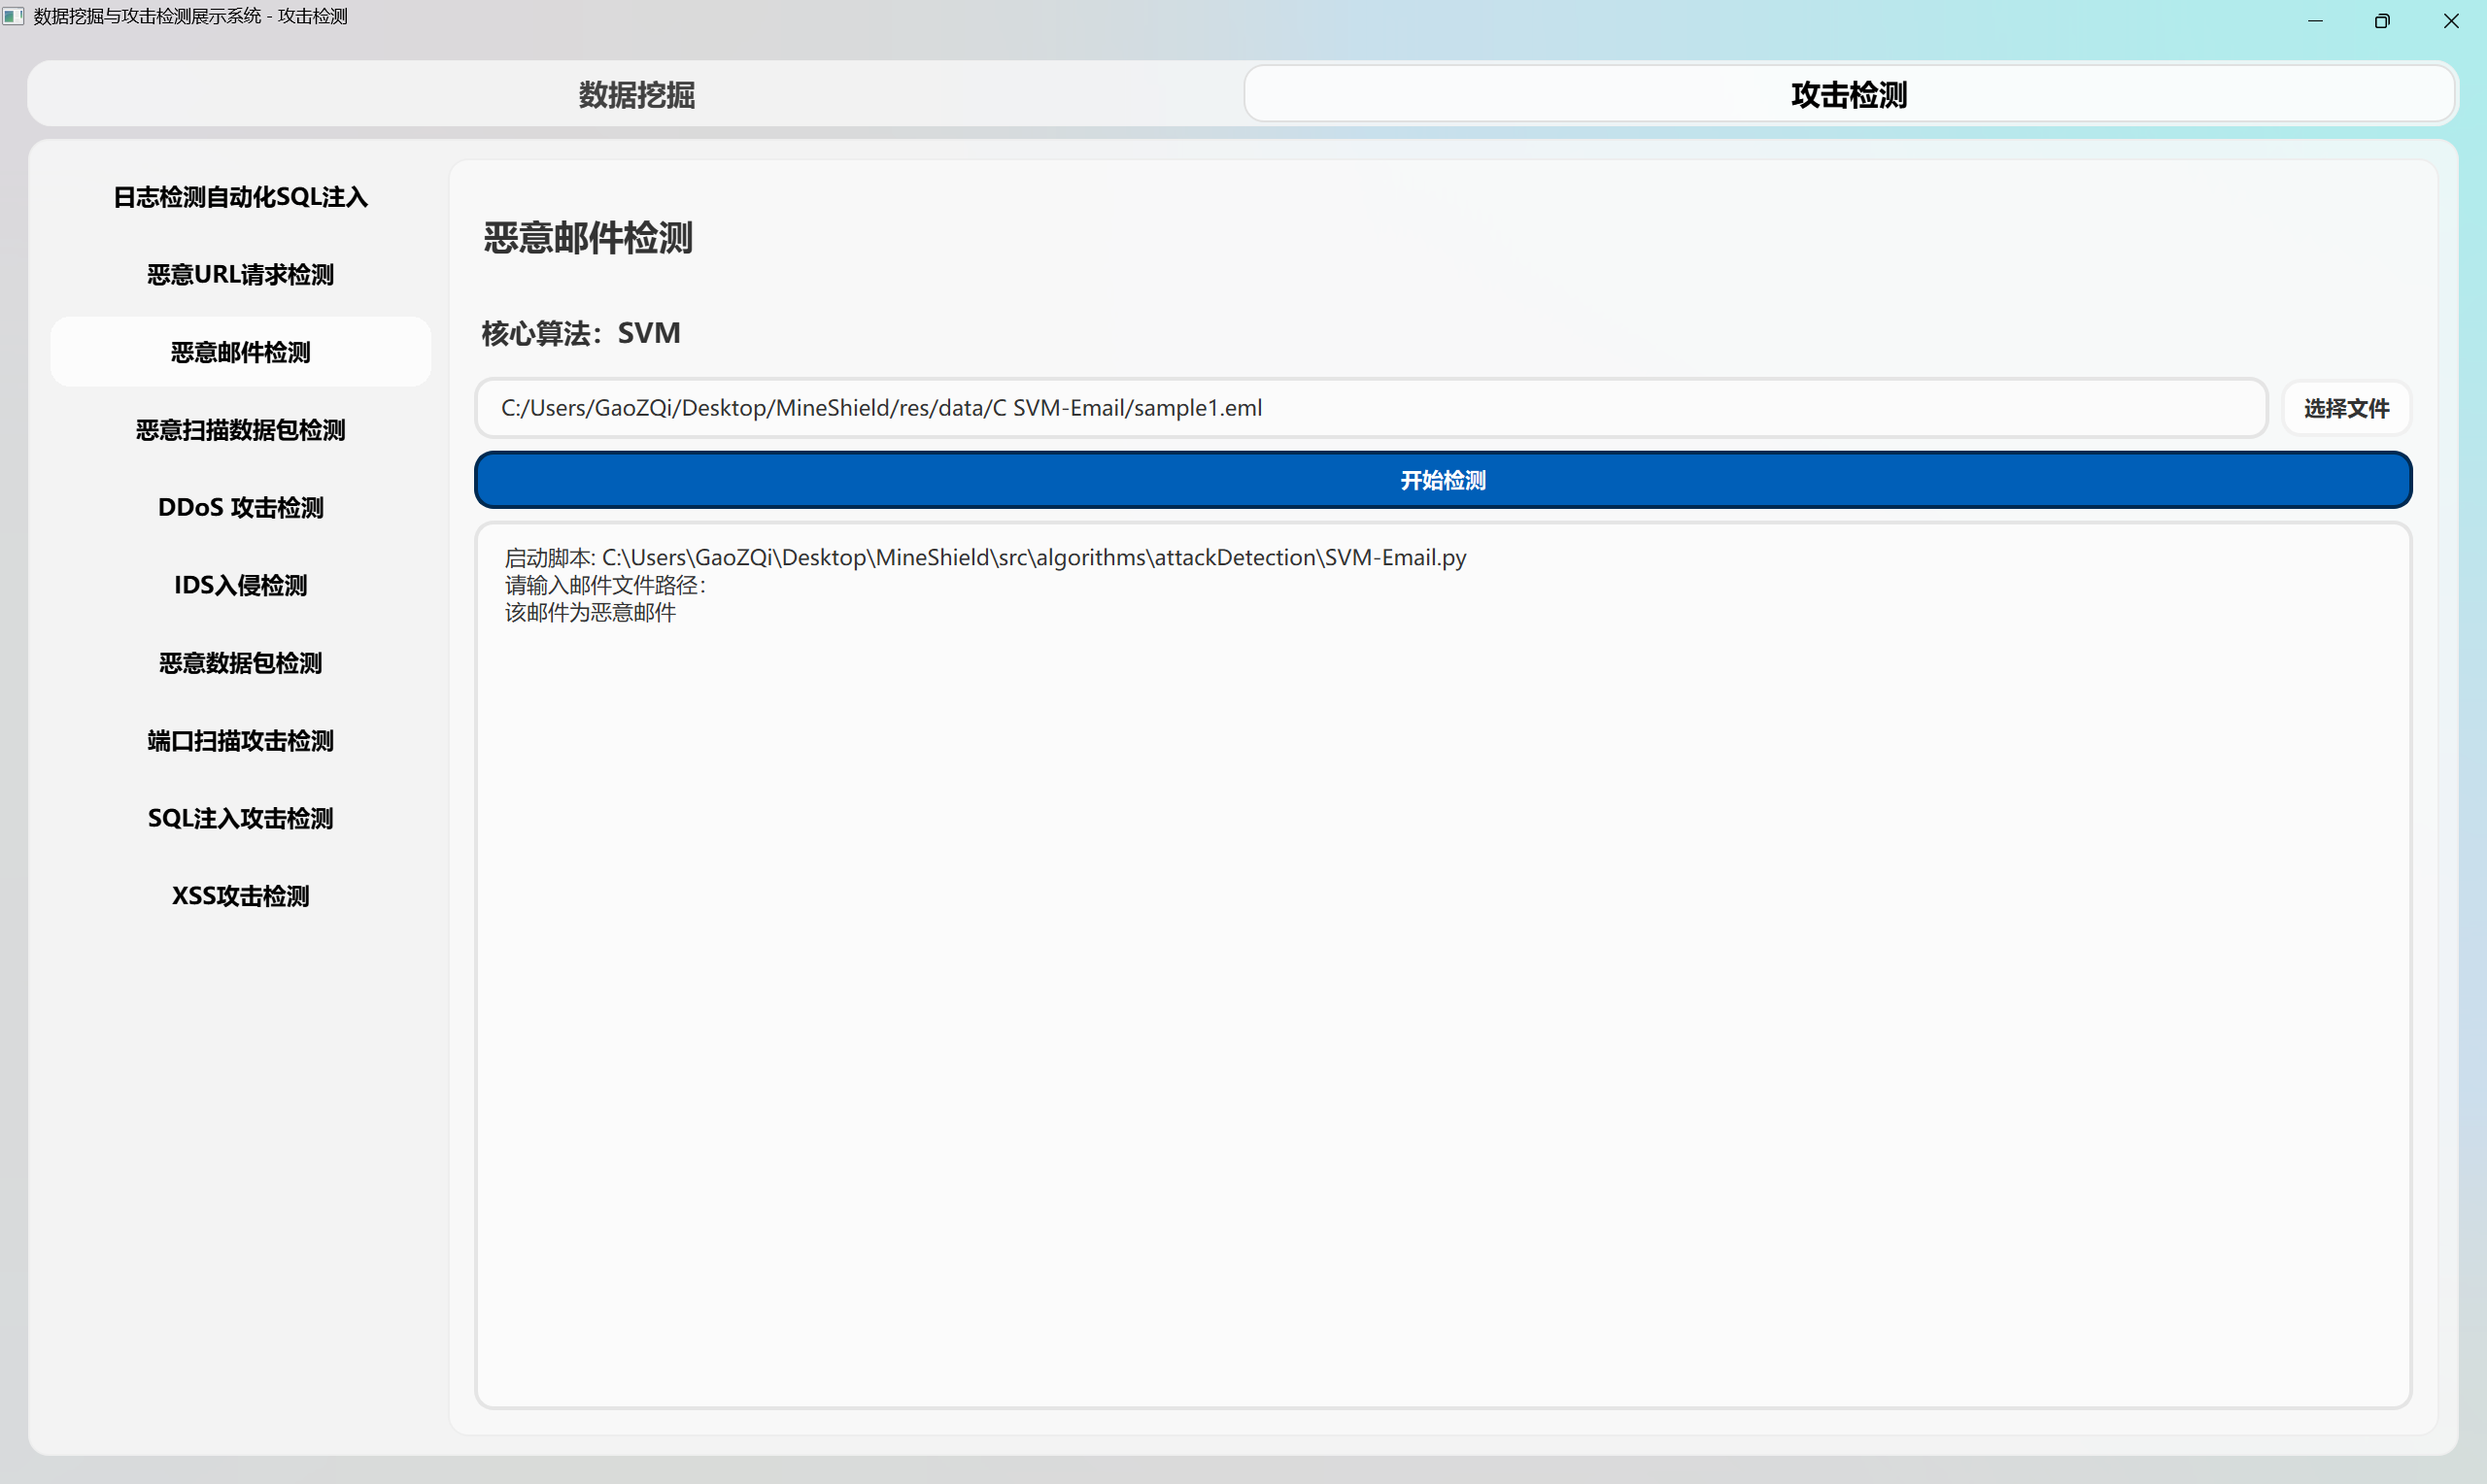 数据挖掘与攻击检测展示系统 - 攻击检测
数据挖掘
攻击检测
日志检测自动化SQL注入
恶意URL请求检测
恶意邮件检测
恶意扫描数据包检测
DDoS 攻击检测
IDS入侵检测
恶意数据包检测
端口扫描攻击检测
SQL注入攻击检测
XSS攻击检测
恶意邮件检测
核心算法：SVM
C:/Users/GaoZQi/Desktop/MineShield/res/data/C SVM-Email/sample1.eml
选择文件
开始检测
启动脚本: C:\Users\GaoZQi\Desktop\MineShield\src\algorithms\attackDetection\SVM-Email.py
请输入邮件文件路径：
该邮件为恶意邮件